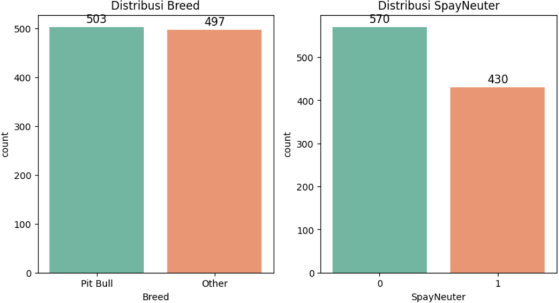 Distribusi Breed
503
497
500
400
300
200
100
0
count
Pit Bull
Other
Breed
Distribusi SpayNeuter
570
430
500
400
300
200
100
0
count
0
1
SpayNeuter